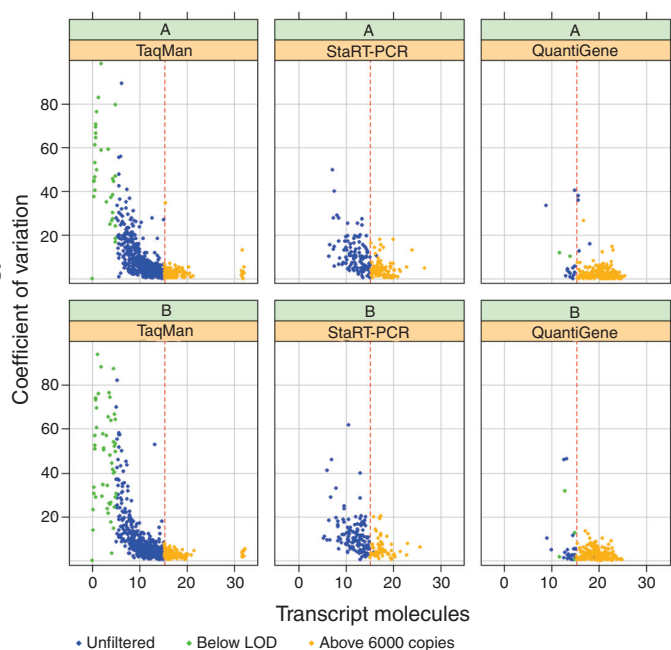 A A A
TaqMan StaRT-PCR QuantiGene
80
60
40
20
B B B
TaqMan StaRT-PCR QuantiGene
80
60
40
20
Coefficient of variation
0 10 20 30 0 10 20 30 0 10 20 30
Transcript molecules
Unfiltered Below LOD Above 6000 copies